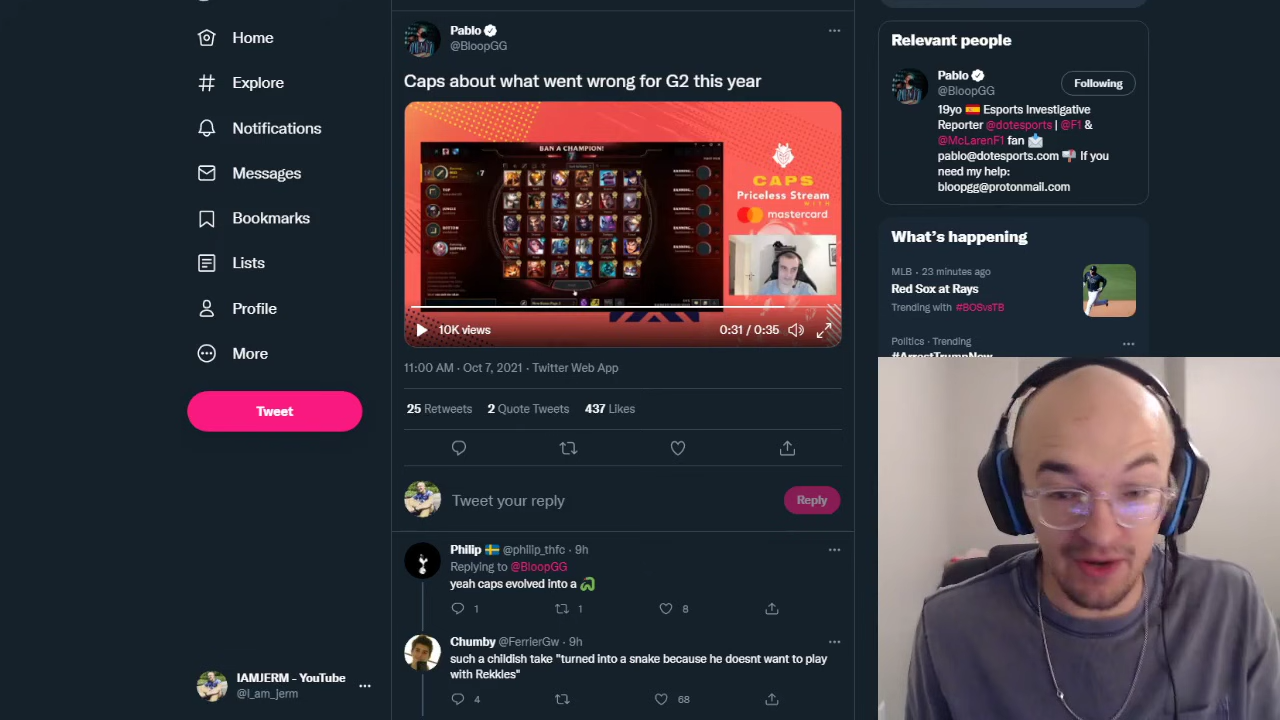 Home
Explore
Notifications
Messages
Bookmarks
Lists
Profile
More
Tweet
IAMJERM - YouTube
@I_am_jerm
Pablo
@BloopGG
Caps about what went wrong for G2 this year
BAN A CHAMPION!
7
CAPS
Priceless Stream
WITH
mastercard
10K views
0:31 / 0:35
11:00 AM · Oct 7, 2021 · Twitter Web App
25 Retweets 2 Quote Tweets 437 Likes
Tweet your reply
Reply
Philip @philip_thfc · 9h
Replying to @BloopGG
yeah caps evolved into a
1 1 8
Chumby @FerrierGw · 9h
such a childish take "turned into a snake because he doesnt want to play
with Rekkles"
4 68
Relevant people
Pablo
@BloopGG
Following
19yo Esports Investigative
Reporter @dotesports | @F1 &
@McLarenF1 fan
pablo@dotesports.com If you
need my help:
bloopgg@protonmail.com
What's happening
MLB · 23 minutes ago
Red Sox at Rays
Trending with #BOSvsTB
Politics · Trending
#ArrestTrumpNow